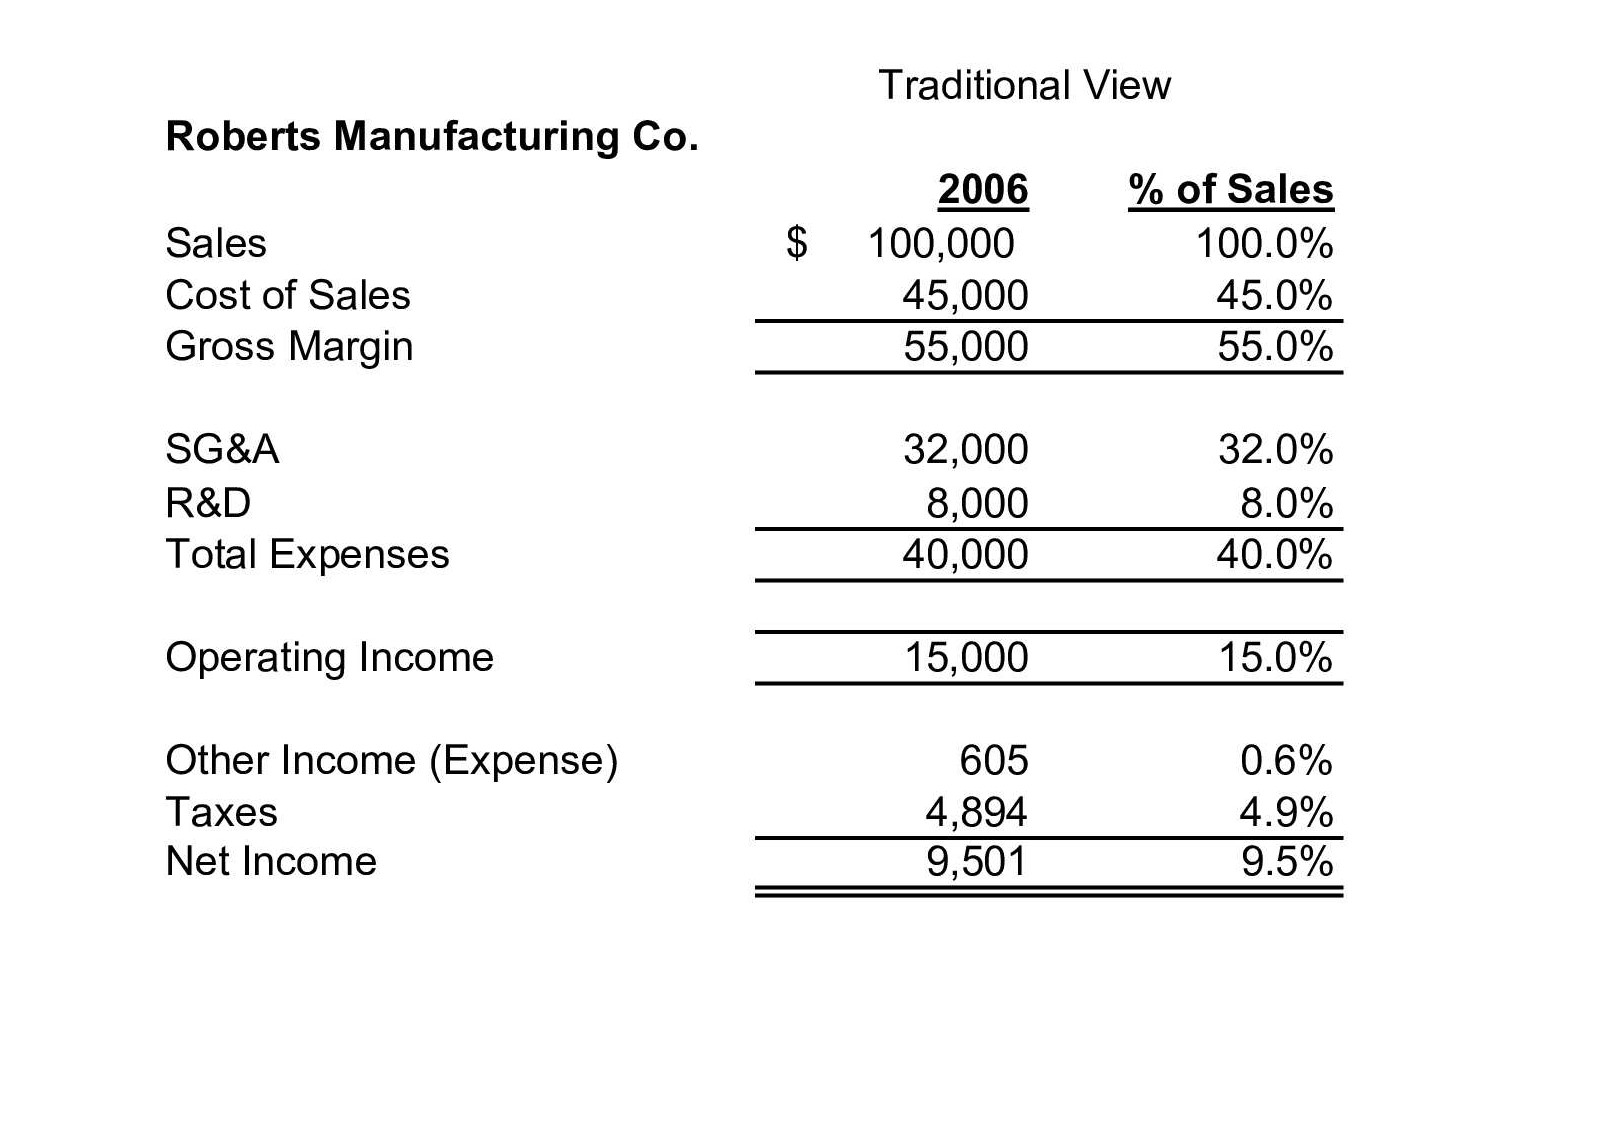 Traditional View
Roberts Manufacturing Co.
2006 % of Sales
Sales $ 100,000 100.0%
Cost of Sales 45,000 45.0%
Gross Margin 55,000 55.0%
SG&A 32,000 32.0%
R&D 8,000 8.0%
Total Expenses 40,000 40.0%
Operating Income 15,000 15.0%
Other Income (Expense) 605 0.6%
Taxes 4,894 4.9%
Net Income 9,501 9.5%